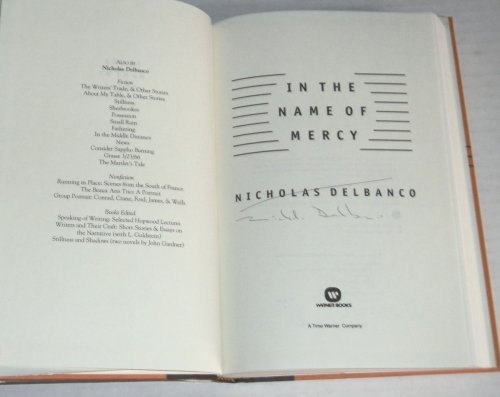 ALSO BY
Nicholas Delbanco
Fiction
The Writers' Trade, & Other Stories
About My Table, & Other Stories
Stillness
Sherbrookes
Possession
Small Rain
Fathering
In the Middle Distance
News
Consider Sappho Burning
Grasse 3/23/66
The Martlet's Tale
Nonfiction
Running in Place: Scenes from the South of France
The Beaux Arts Trio: A Portrait
Group Portrait: Conrad, Crane, Ford, James, & Wells
Books Edited
Speaking of Writing: Selected Hopwood Lectures
Writers and Their Craft: Short Stories & Essays on
the Narrative (with L. Goldstein)
Stillness and Shadows (two novels by John Gardner)
IN THE
NAME OF
MERCY
NICHOLAS DELBANCO
WARNER BOOKS
A Time Warner Company